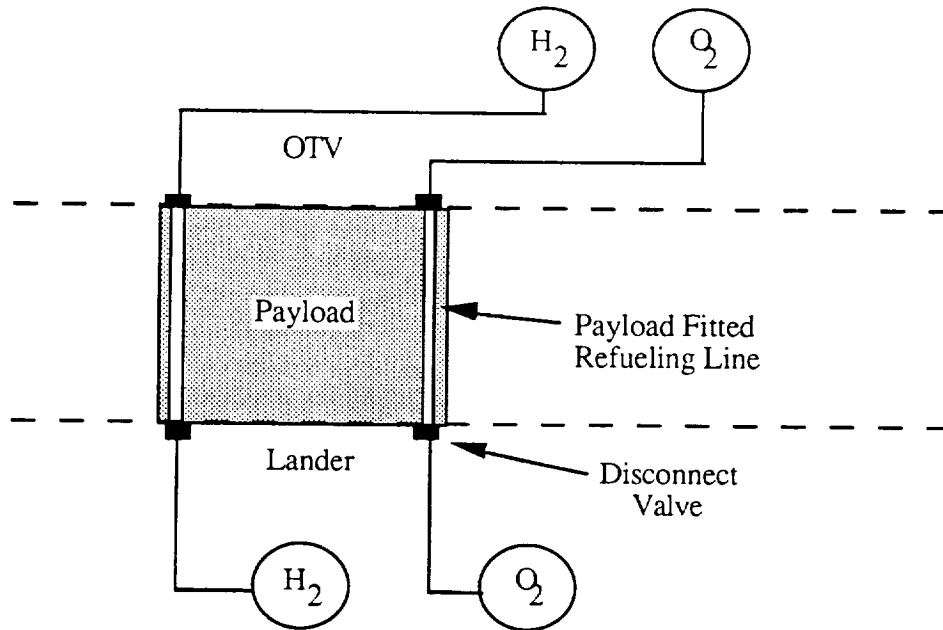 H2
O2
OTV
Payload
Payload Fitted
Refueling Line
Lander
Disconnect
Valve
H2
O2